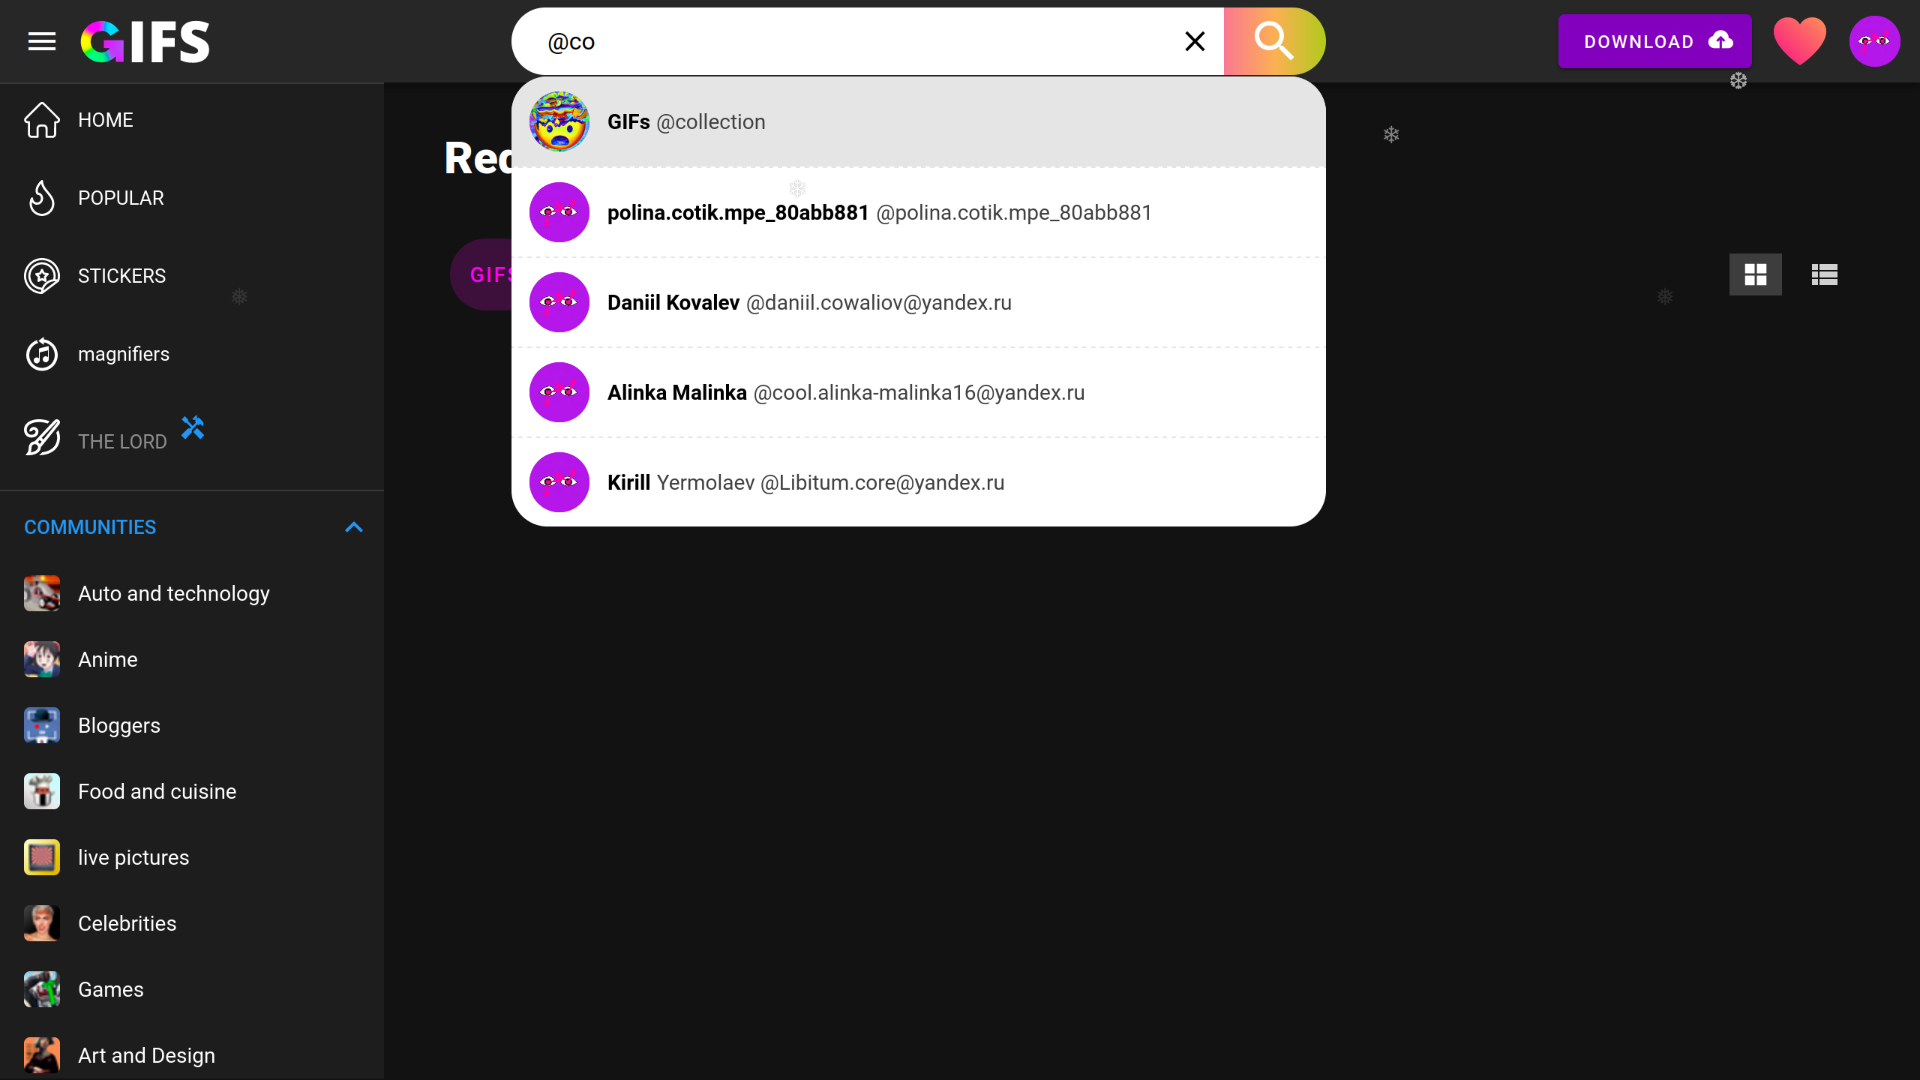 GIFS
@co
DOWNLOAD
HOME
POPULAR
STICKERS
magnifiers
THE LORD
COMMUNITIES
Auto and technology
Anime
Bloggers
Food and cuisine
live pictures
Celebrities
Games
Art and Design
GIFs @collection
polina.cotik.mpe_80abb881 @polina.cotik.mpe_80abb881
Daniil Kovalev @daniil.cowaliov@yandex.ru
Alinka Malinka @cool.alinka-malinka16@yandex.ru
Kirill Yermolaev @Libitum.core@yandex.ru
GIFS